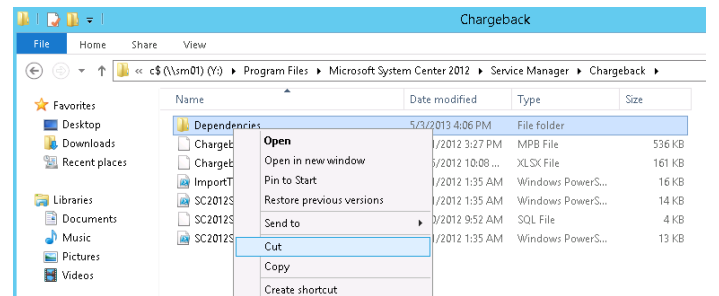 Chargeback
File Home Share View
« c$ (\\sm01) (Y:) Program Files Microsoft System Center 2012 Service Manager Chargeback
Favorites
Desktop
Downloads
Recent places
Libraries
Documents
Music
Pictures
Videos
Name Date modified Type Size
Dependencies 5/3/2013 4:06 PM File folder
Chargeb 1/2012 3:27 PM MPB File 536 KB
Chargeb 5/2012 10:08 ... XLSX File 161 KB
ImportT 1/2012 1:35 AM Windows PowerS... 16 KB
SC2012S 1/2012 1:35 AM Windows PowerS... 14 KB
SC2012S 0/2012 9:52 AM SQL File 4 KB
SC2012S 1/2012 1:35 AM Windows PowerS... 13 KB
Open
Open in new window
Pin to Start
Restore previous versions
Send to
Cut
Copy
Create shortcut